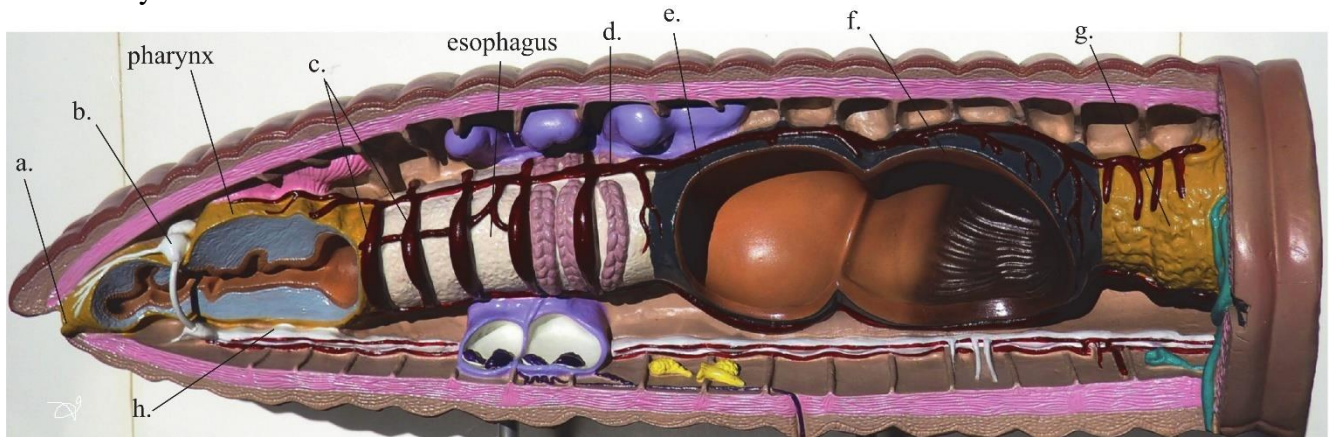 e.
f.
d.
esophagus
g.
pharynx
c.
b.
a.
h.